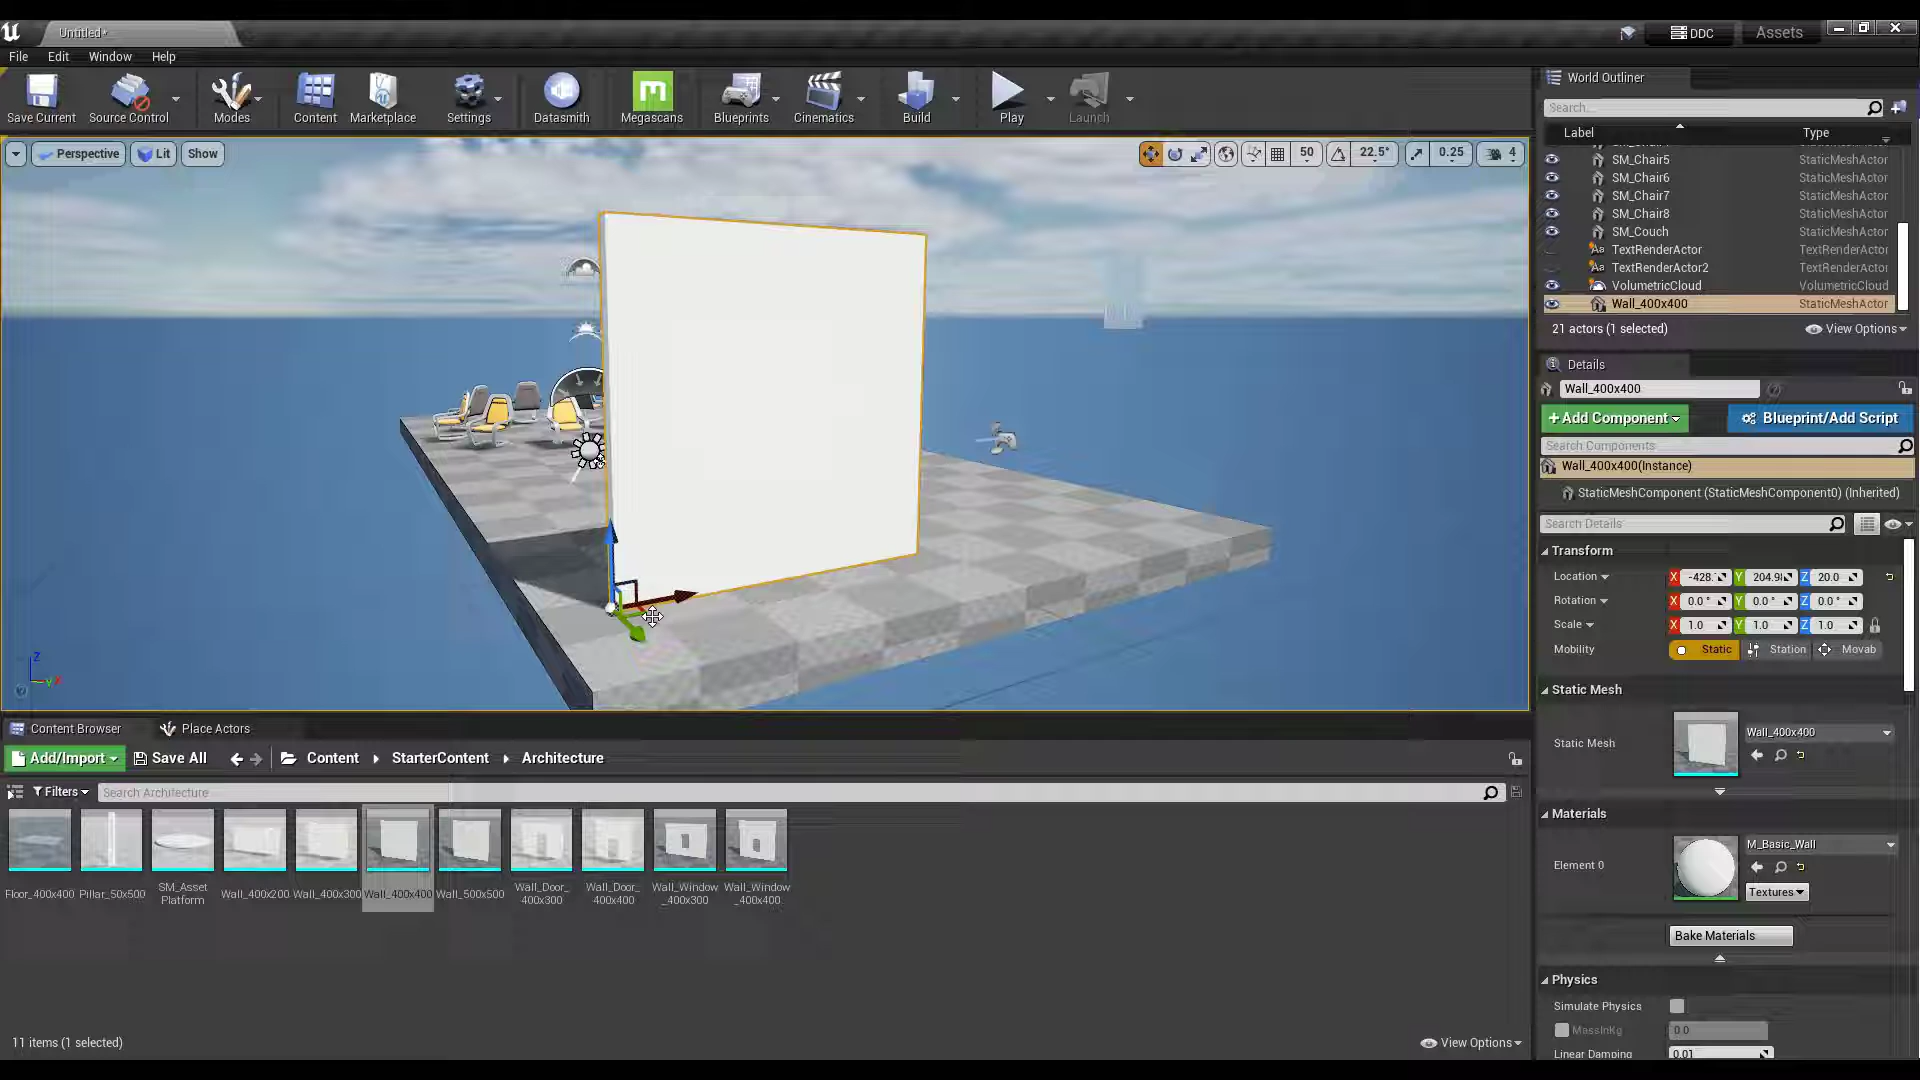 Untitled*
DDC
Assets
File Edit Window Help
Save Current Source Control Modes Content Marketplace Settings Datasmith Megascans Blueprints Cinematics Build Play Launch
Perspective Lit Show
50 22.5° 0.25 4
World Outliner
Search...
Label Type
SM_Chair5 StaticMeshActor
SM_Chair6 StaticMeshActor
SM_Chair7 StaticMeshActor
SM_Chair8 StaticMeshActor
SM_Couch StaticMeshActor
TextRenderActor TextRenderActor
TextRenderActor2 TextRenderActor
VolumetricCloud VolumetricCloud
Wall_400x400 StaticMeshActor
21 actors (1 selected) View Options
Details
Wall_400x400
+Add Component Blueprint/Add Script
Search Components
Wall_400x400(Instance)
StaticMeshComponent (StaticMeshComponent0) (Inherited)
Search Details
Transform
Location X -428. Y 204.9 Z 20.0
Rotation X 0.0° Y 0.0° Z 0.0°
Scale X 1.0 Y 1.0 Z 1.0
Mobility Static Station Movab
Static Mesh
Static Mesh Wall_400x400
Materials
Element 0 M_Basic_Wall
Textures
Bake Materials
Physics
Simulate Physics
MassInKg 0.0
Linear Damping 0.01
Z
X
Y
Content Browser Place Actors
Add/Import Save All Content StarterContent Architecture
Filters Search Architecture
Floor_400x400
Pillar_50x500
SM_Asset
Platform
Wall_400x200
Wall_400x300
Wall_400x400
Wall_500x500
Wall_Door_
400x300
Wall_Door_
400x400
Wall_Window
_400x300
Wall_Window
_400x400
11 items (1 selected) View Options